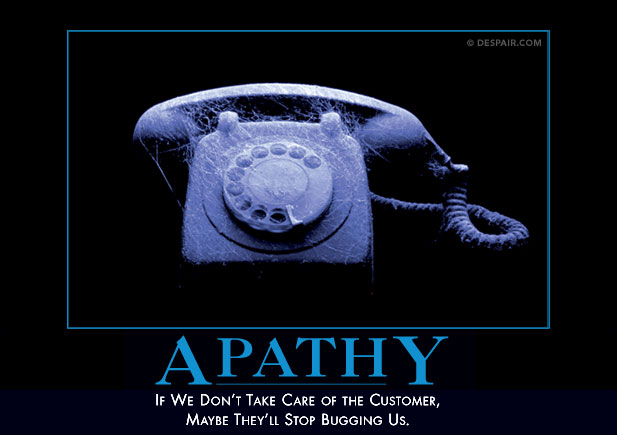 © DESPAIR.COM
APATHY
IF WE DON'T TAKE CARE OF THE CUSTOMER,
MAYBE THEY'LL STOP BUGGING US.